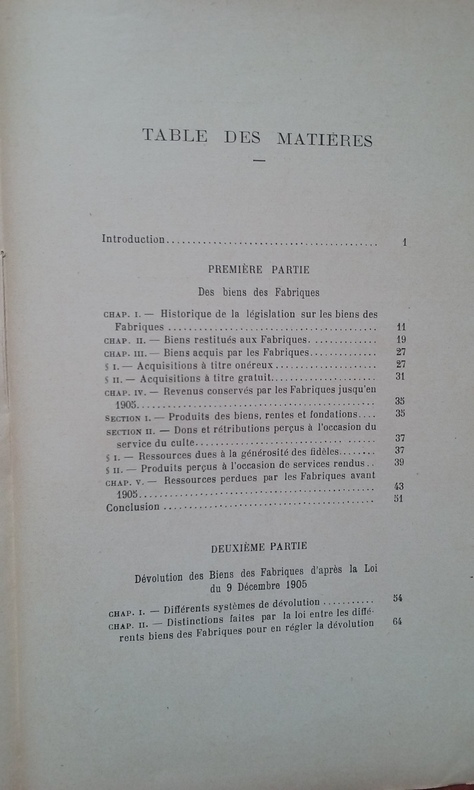 TABLE DES MATIÈRES
Introduction........................................ 1
PREMIÈRE PARTIE
Des biens des Fabriques
CHAP. I. — Historique de la législation sur les biens des
Fabriques ........................................ 11
CHAP. II. — Biens restitués aux Fabriques.............. 19
CHAP. III. — Biens acquis par les Fabriques............. 27
§ I. — Acquisitions à titre onéreux................... 27
§ II. — Acquisitions à titre gratuit.................... 31
CHAP. IV. — Revenus conservés par les Fabriques jusqu'en
1905............................................. 35
SECTION I. — Produits des biens, rentes et fondations.... 35
SECTION II. — Dons et rétributions perçus à l'occasion du
service du culte................................... 37
§ I. — Ressources dues à la générosité des fidèles....... 37
§ II. — Produits perçus à l'occasion de services rendus.. 39
CHAP. V. — Ressources perdues par les Fabriques avant
1905............................................. 43
Conclusion ........................................ 51
DEUXIÈME PARTIE
Dévolution des Biens des Fabriques d'après la Loi
du 9 Décembre 1905
CHAP. I. — Différents systèmes de dévolution .......... 54
CHAP. II. — Distinctions faites par la loi entre les diffé-
rents biens des Fabriques pour en régler la dévolution 64